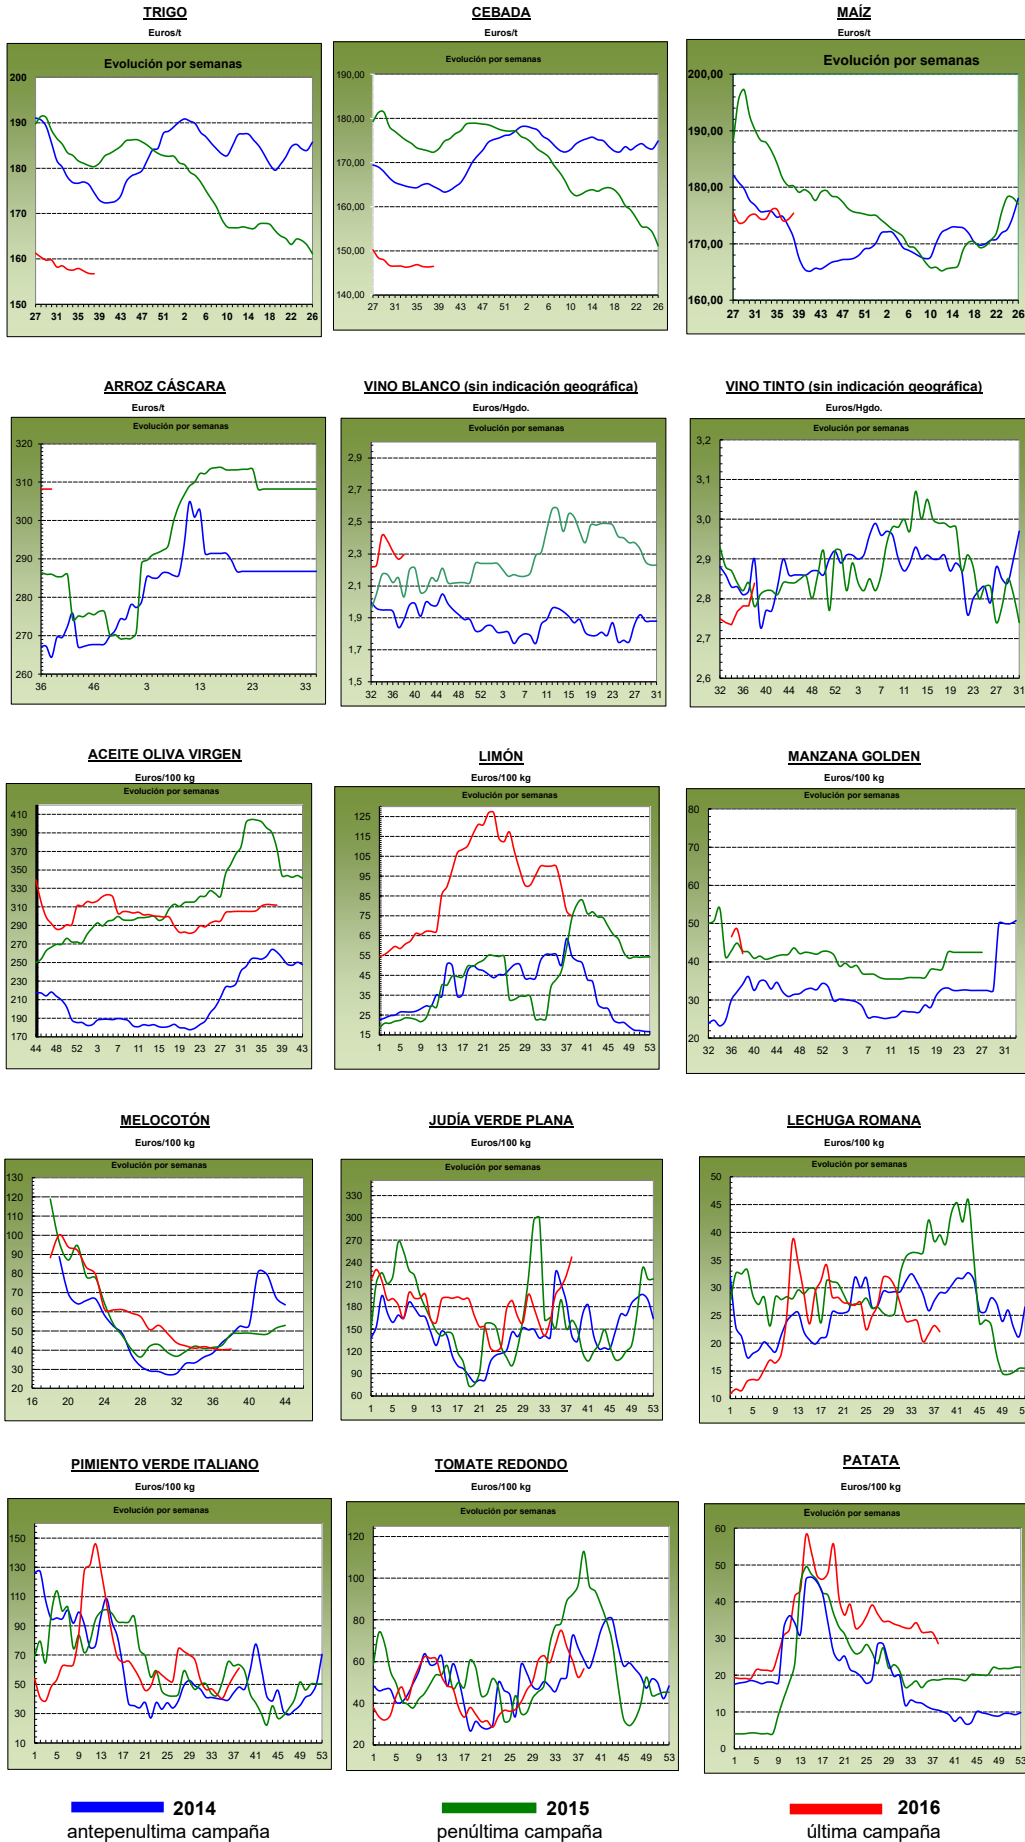 TRIGO
Euros/t
Evolución por semanas
200
190
180
170
160
150
27 31 35 39 43 47 51 2 6 10 14 18 22 26
CEBADA
Euros/t
Evolución por semanas
190,00
180,00
170,00
160,00
150,00
140,00
27 31 35 39 43 47 51 2 6 10 14 18 22 26
MAÍZ
Euros/t
Evolución por semanas
200,00
190,00
180,00
170,00
160,00
27 31 35 39 43 47 51 2 6 10 14 18 22 26
ARROZ CÁSCARA
Euros/t
Evolución por semanas
320
310
300
290
280
270
260
36 46 3 13 23 33
VINO BLANCO (sin indicación geográfica)
Euros/Hgdo.
Evolución por semanas
2,9
2,7
2,5
2,3
2,1
1,9
1,7
1,5
32 36 40 44 48 52 3 7 11 15 19 23 27 31
VINO TINTO (sin indicación geográfica)
Euros/Hgdo.
Evolución por semanas
3,2
3,1
3,0
2,9
2,8
2,7
2,6
32 36 40 44 48 52 3 7 11 15 19 23 27 31
ACEITE OLIVA VIRGEN
Euros/100 kg
Evolución por semanas
410
390
370
350
330
310
290
270
250
230
210
190
170
44 48 52 3 7 11 15 19 23 27 31 35 39 43
LIMÓN
Euros/100 kg
Evolución por semanas
125
115
105
95
85
75
65
55
45
35
25
15
1 5 9 13 17 21 25 29 33 37 41 45 49 53
MANZANA GOLDEN
Euros/100 kg
Evolución por semanas
80
70
60
50
40
30
20
32 36 40 44 48 52 3 7 11 15 19 23 27 31
MELOCOTÓN
Euros/100 kg
Evolución por semanas
130
120
110
100
90
80
70
60
50
40
30
20
16 20 24 28 32 36 40 44
JUDÍA VERDE PLANA
Euros/100 kg
Evolución por semanas
330
300
270
240
210
180
150
120
90
60
1 5 9 13 17 21 25 29 33 37 41 45 49 53
LECHUGA ROMANA
Euros/100 kg
Evolución por semanas
50
45
40
35
30
25
20
15
10
1 5 9 13 17 21 25 29 33 37 41 45 49
PIMIENTO VERDE ITALIANO
Euros/100 kg
Evolución por semanas
150
130
110
90
70
50
30
10
1 5 9 13 17 21 25 29 33 37 41 45 49 53
TOMATE REDONDO
Euros/100 kg
Evolución por semanas
120
100
80
60
40
20
1 5 9 13 17 21 25 29 33 37 41 45 49 53
PATATA
Euros/100 kg
Evolución por semanas
60
50
40
30
20
10
0
1 5 9 13 17 21 25 29 33 37 41 45 49 53
2014
antepenultima campaña
2015
penúltima campaña
2016
última campaña